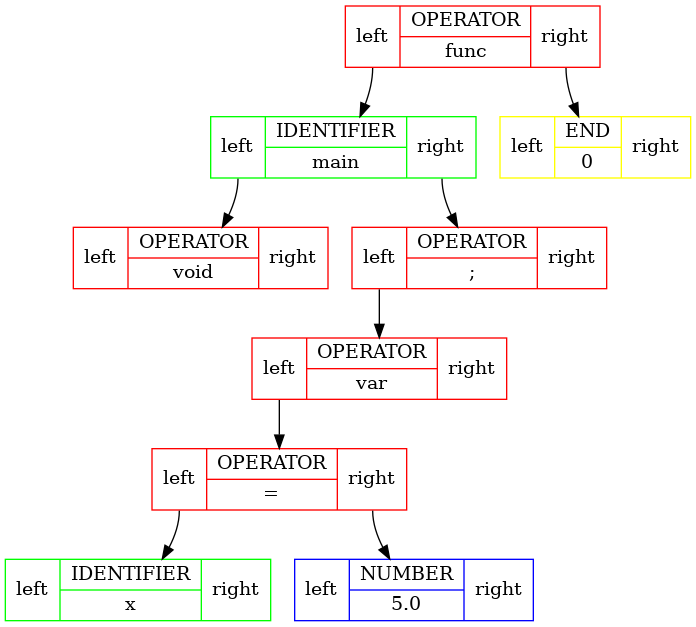 left OPERATOR right
func
left IDENTIFIER right
main
left END right
0
left OPERATOR right
void
left OPERATOR right
;
left OPERATOR right
var
left OPERATOR right
=
left IDENTIFIER right
x
left NUMBER right
5.0